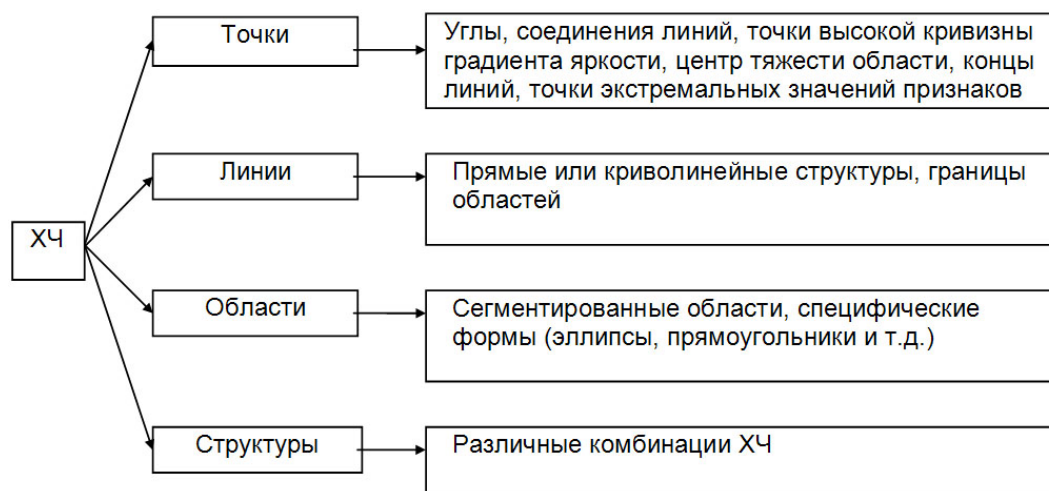 ХЧ
Точки
Углы, соединения линий, точки высокой кривизны
градиента яркости, центр тяжести области, концы
линий, точки экстремальных значений признаков
Линии
Прямые или криволинейные структуры, границы
областей
Области
Сегментированные области, специфические
формы (эллипсы, прямоугольники и т.д.)
Структуры
Различные комбинации ХЧ